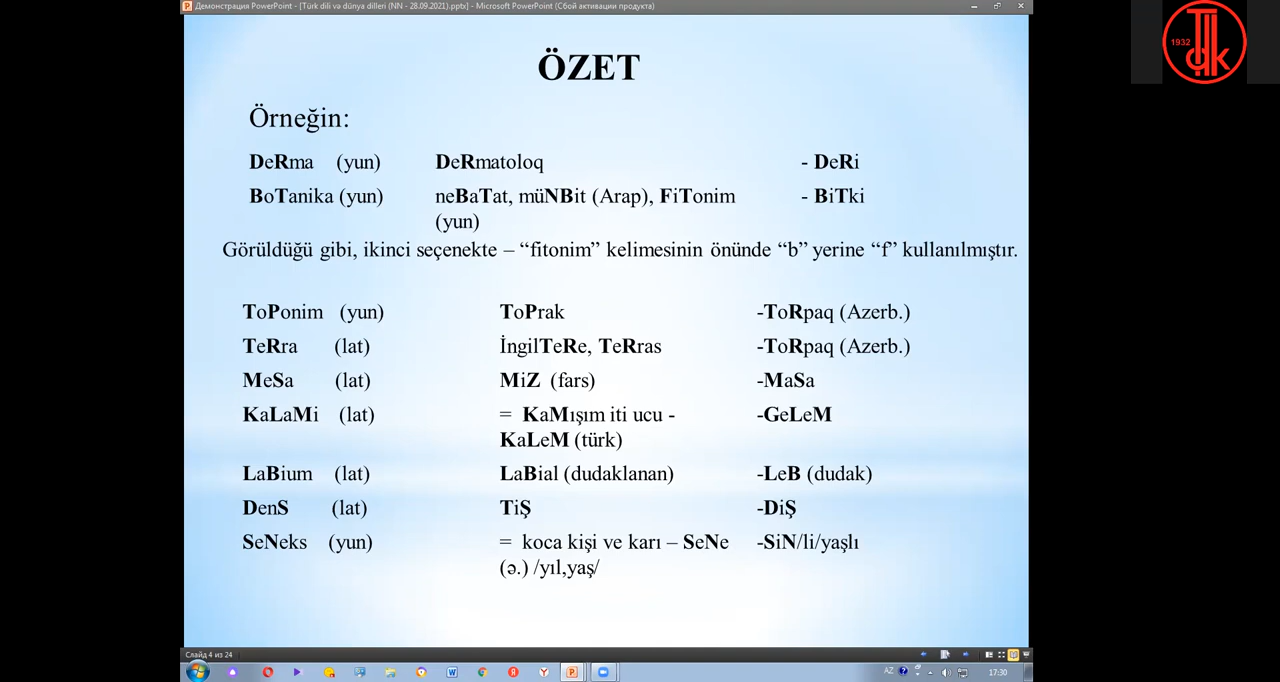 Демонстрация PowerPoint - [Türk dili və dünya dilleri (NN - 28.09.2021).pptx] - Microsoft PowerPoint (Сбой активации продукта)
1932
ÖZET
Örneğin:
DeRma (yun) DeRmatoloq - DeRi
BoTanika (yun) neBaTat, müNBit (Arap), FiTonim - BiTki
(yun)
Görüldüğü gibi, ikinci seçenekte – “fitonim” kelimesinin önünde “b” yerine “f” kullanılmıştır.
ToPonim (yun) ToPrak -ToRpaq (Azerb.)
TeRra (lat) İngilTeRe, TeRras -ToRpaq (Azerb.)
MeSa (lat) MiZ (fars) -MaSa
KaLaMi (lat) = KaMışım iti ucu - -GeLeM
KaLeM (türk)
LaBium (lat) LaBial (dudaklanan) -LeB (dudak)
DenS (lat) TiŞ -DiŞ
SeNeks (yun) = koca kişi ve karı – SeNe -SiN/li/yaşlı
(ə.) /yıl,yaş/
Слайд 4 из 24
AZ 17:30